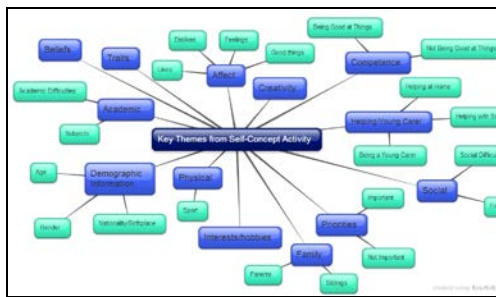 Being Good at Things
Dislikes
Feelings
Beliefs
Traits
Good things
Not Being Good at Things
Likes
Affect
Competence
Creativity
Academic Difficulties
Helping at Home
Academic
Helping/Young Carer
Helping with
Subjects
Key Themes from Self-Concept Activity
Being a Young Carer
Social Difficul
Age
Demographic
Information
Physical
Social
Important
Sport
Gender
Nationality/Birthplace
Priorities
Interests/hobbies
Family
Not Important
Parents
Siblings